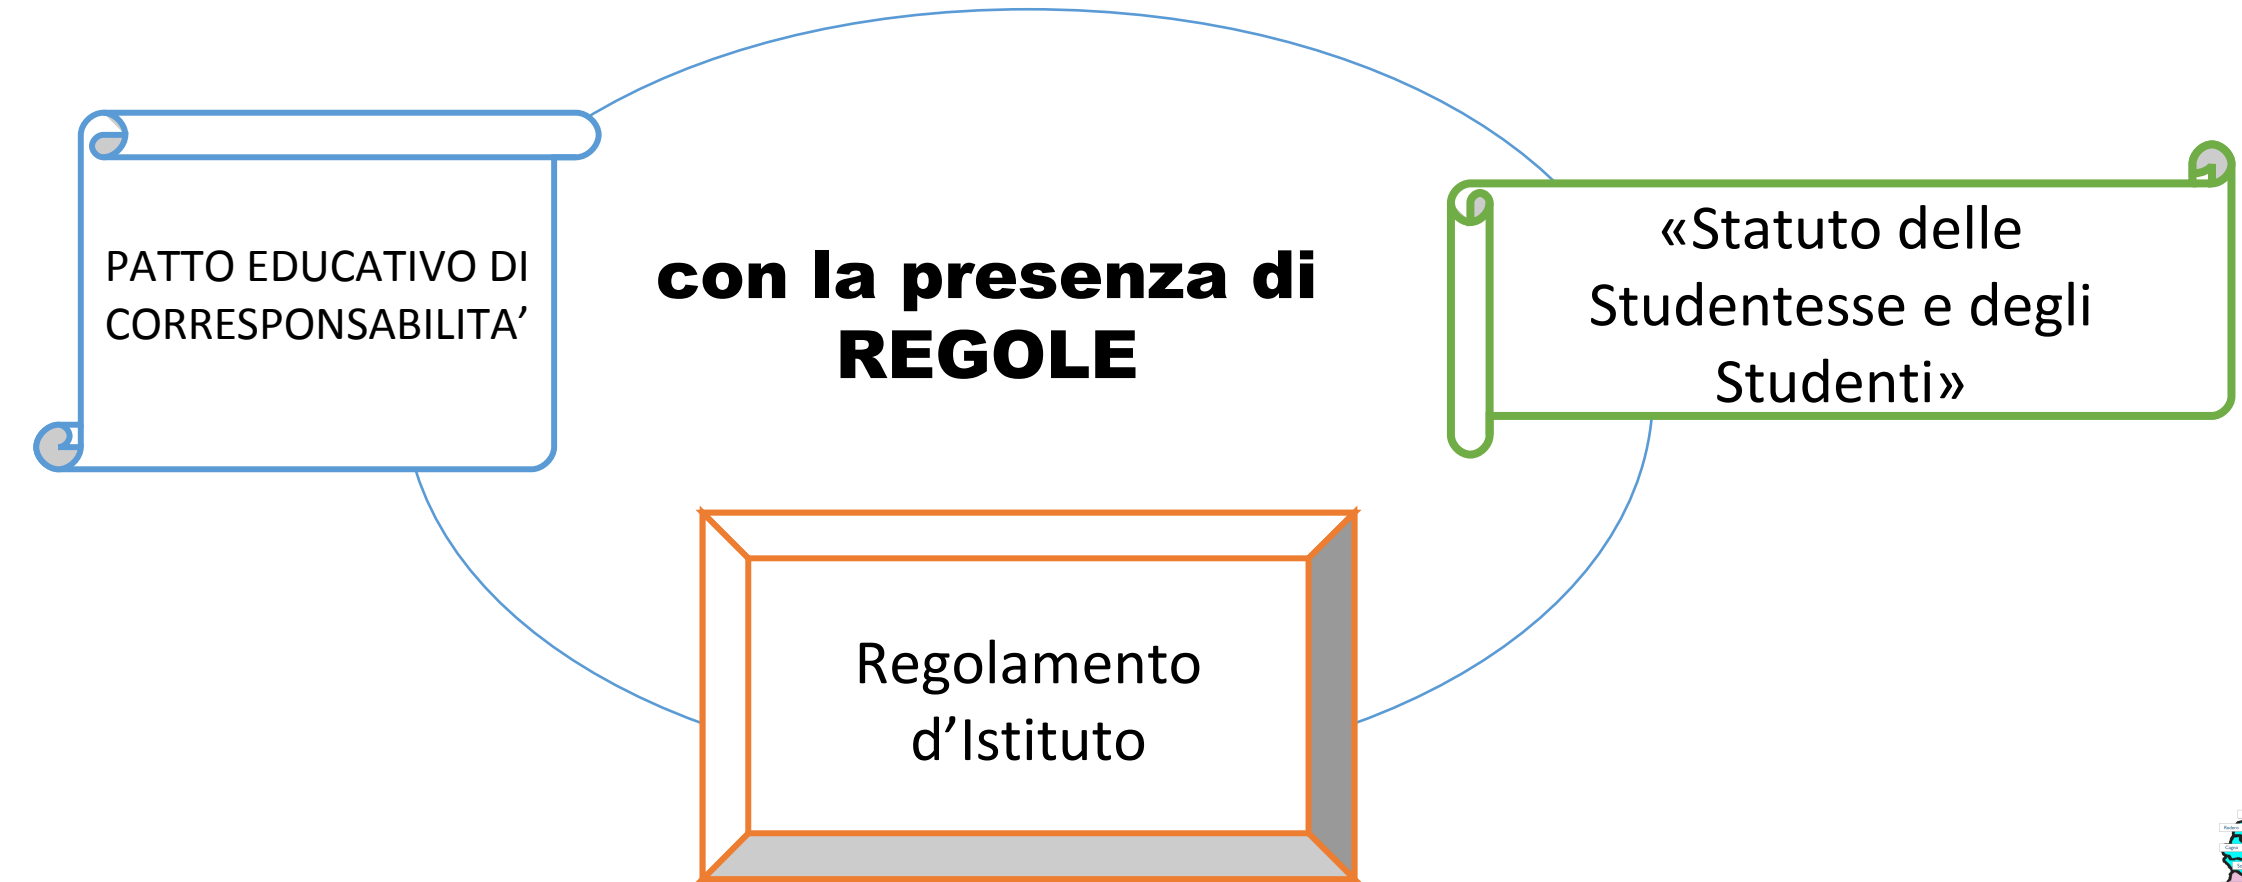 PATTO EDUCATIVO DI
CORRESPONSABILITA’
con la presenza di
REGOLE
«Statuto delle
Studentesse e degli
Studenti»
Regolamento
d’Istituto